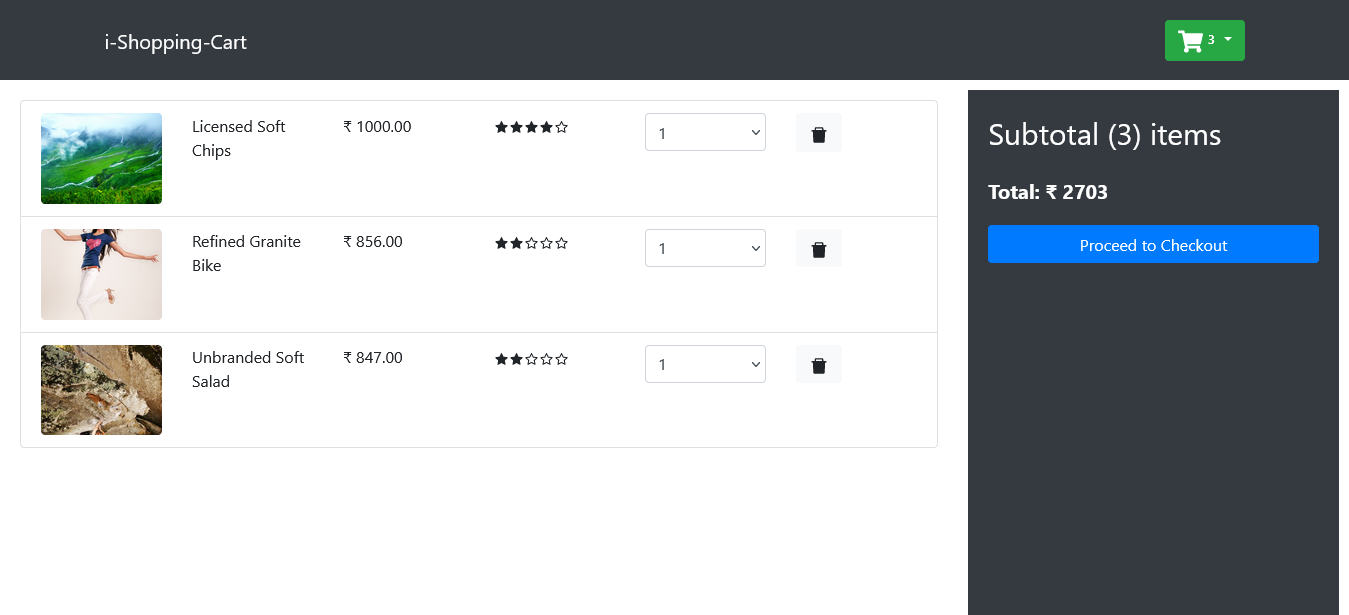 i-Shopping-Cart
3
Licensed Soft
Chips
₹ 1000.00
1
Refined Granite
Bike
₹ 856.00
1
Unbranded Soft
Salad
₹ 847.00
1
Subtotal (3) items
Total: ₹ 2703
Proceed to Checkout